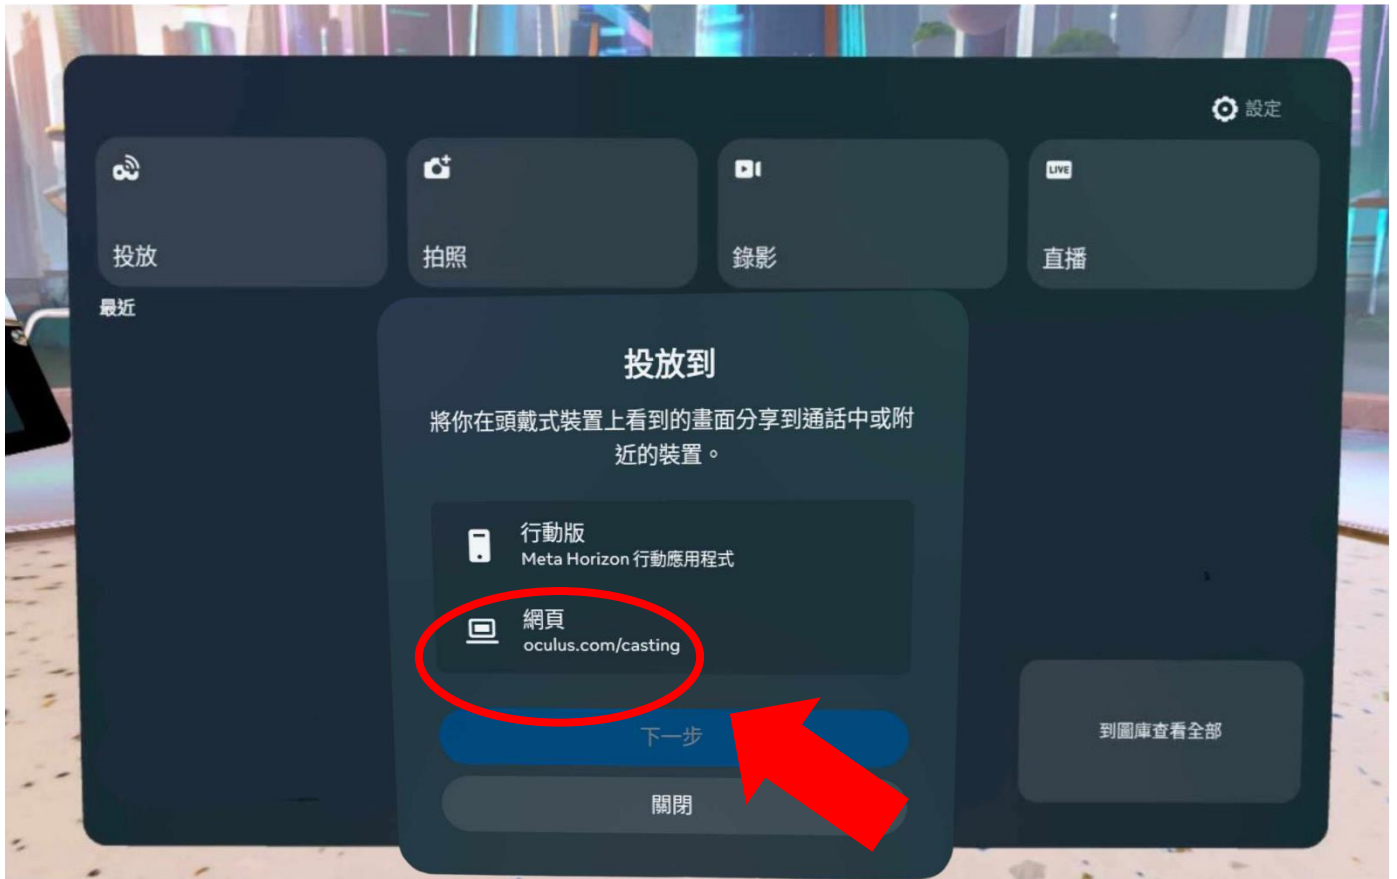 設定
投放
拍照
錄影
LIVE
直播
最近
投放到
將你在頭戴式裝置上看到的畫面分享到通話中或附
近的裝置。
行動版
Meta Horizon 行動應用程式
網頁
oculus.com/casting
下一步
關閉
到圖庫查看全部